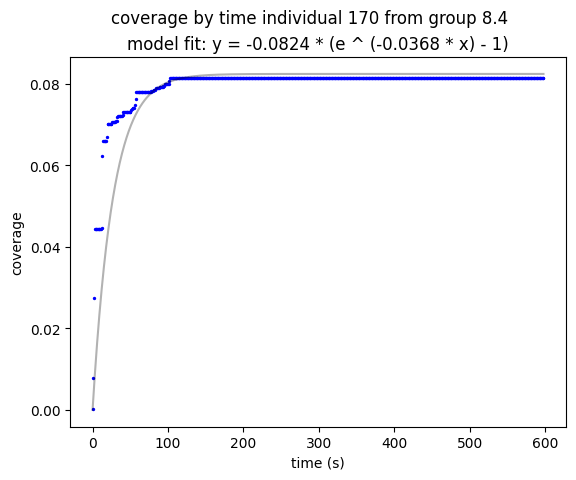 coverage by time individual 170 from group 8.4
model fit: y = -0.0824 * (e ^ (-0.0368 * x) - 1)
0.08
0.06
0.04
0.02
0.00
coverage
0 100 200 300 400 500 600
time (s)